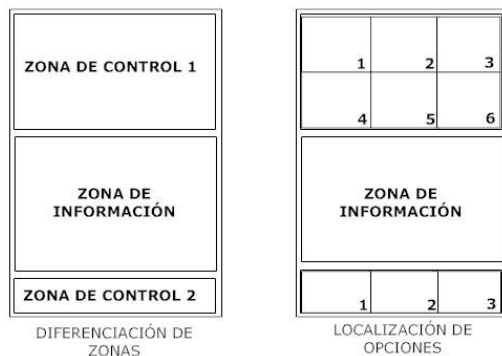 ZONA DE CONTROL 1
ZONA DE
INFORMACIÓN
ZONA DE CONTROL 2
DIFERENCIACIÓN DE
ZONAS
1 2 3
4 5 6
ZONA DE
INFORMACIÓN
1 2 3
LOCALIZACIÓN DE
OPCIONES